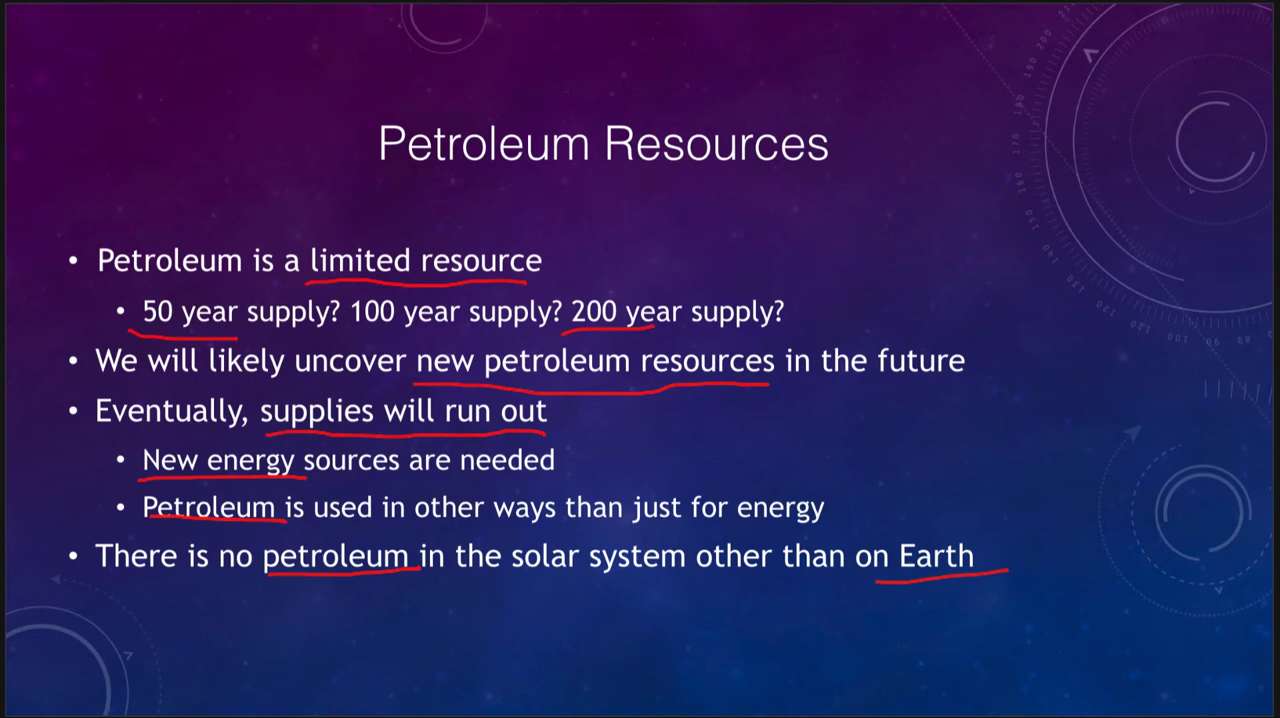 Petroleum Resources
• Petroleum is a limited resource
• 50 year supply? 100 year supply? 200 year supply?
• We will likely uncover new petroleum resources in the future
• Eventually, supplies will run out
• New energy sources are needed
• Petroleum is used in other ways than just for energy
• There is no petroleum in the solar system other than on Earth